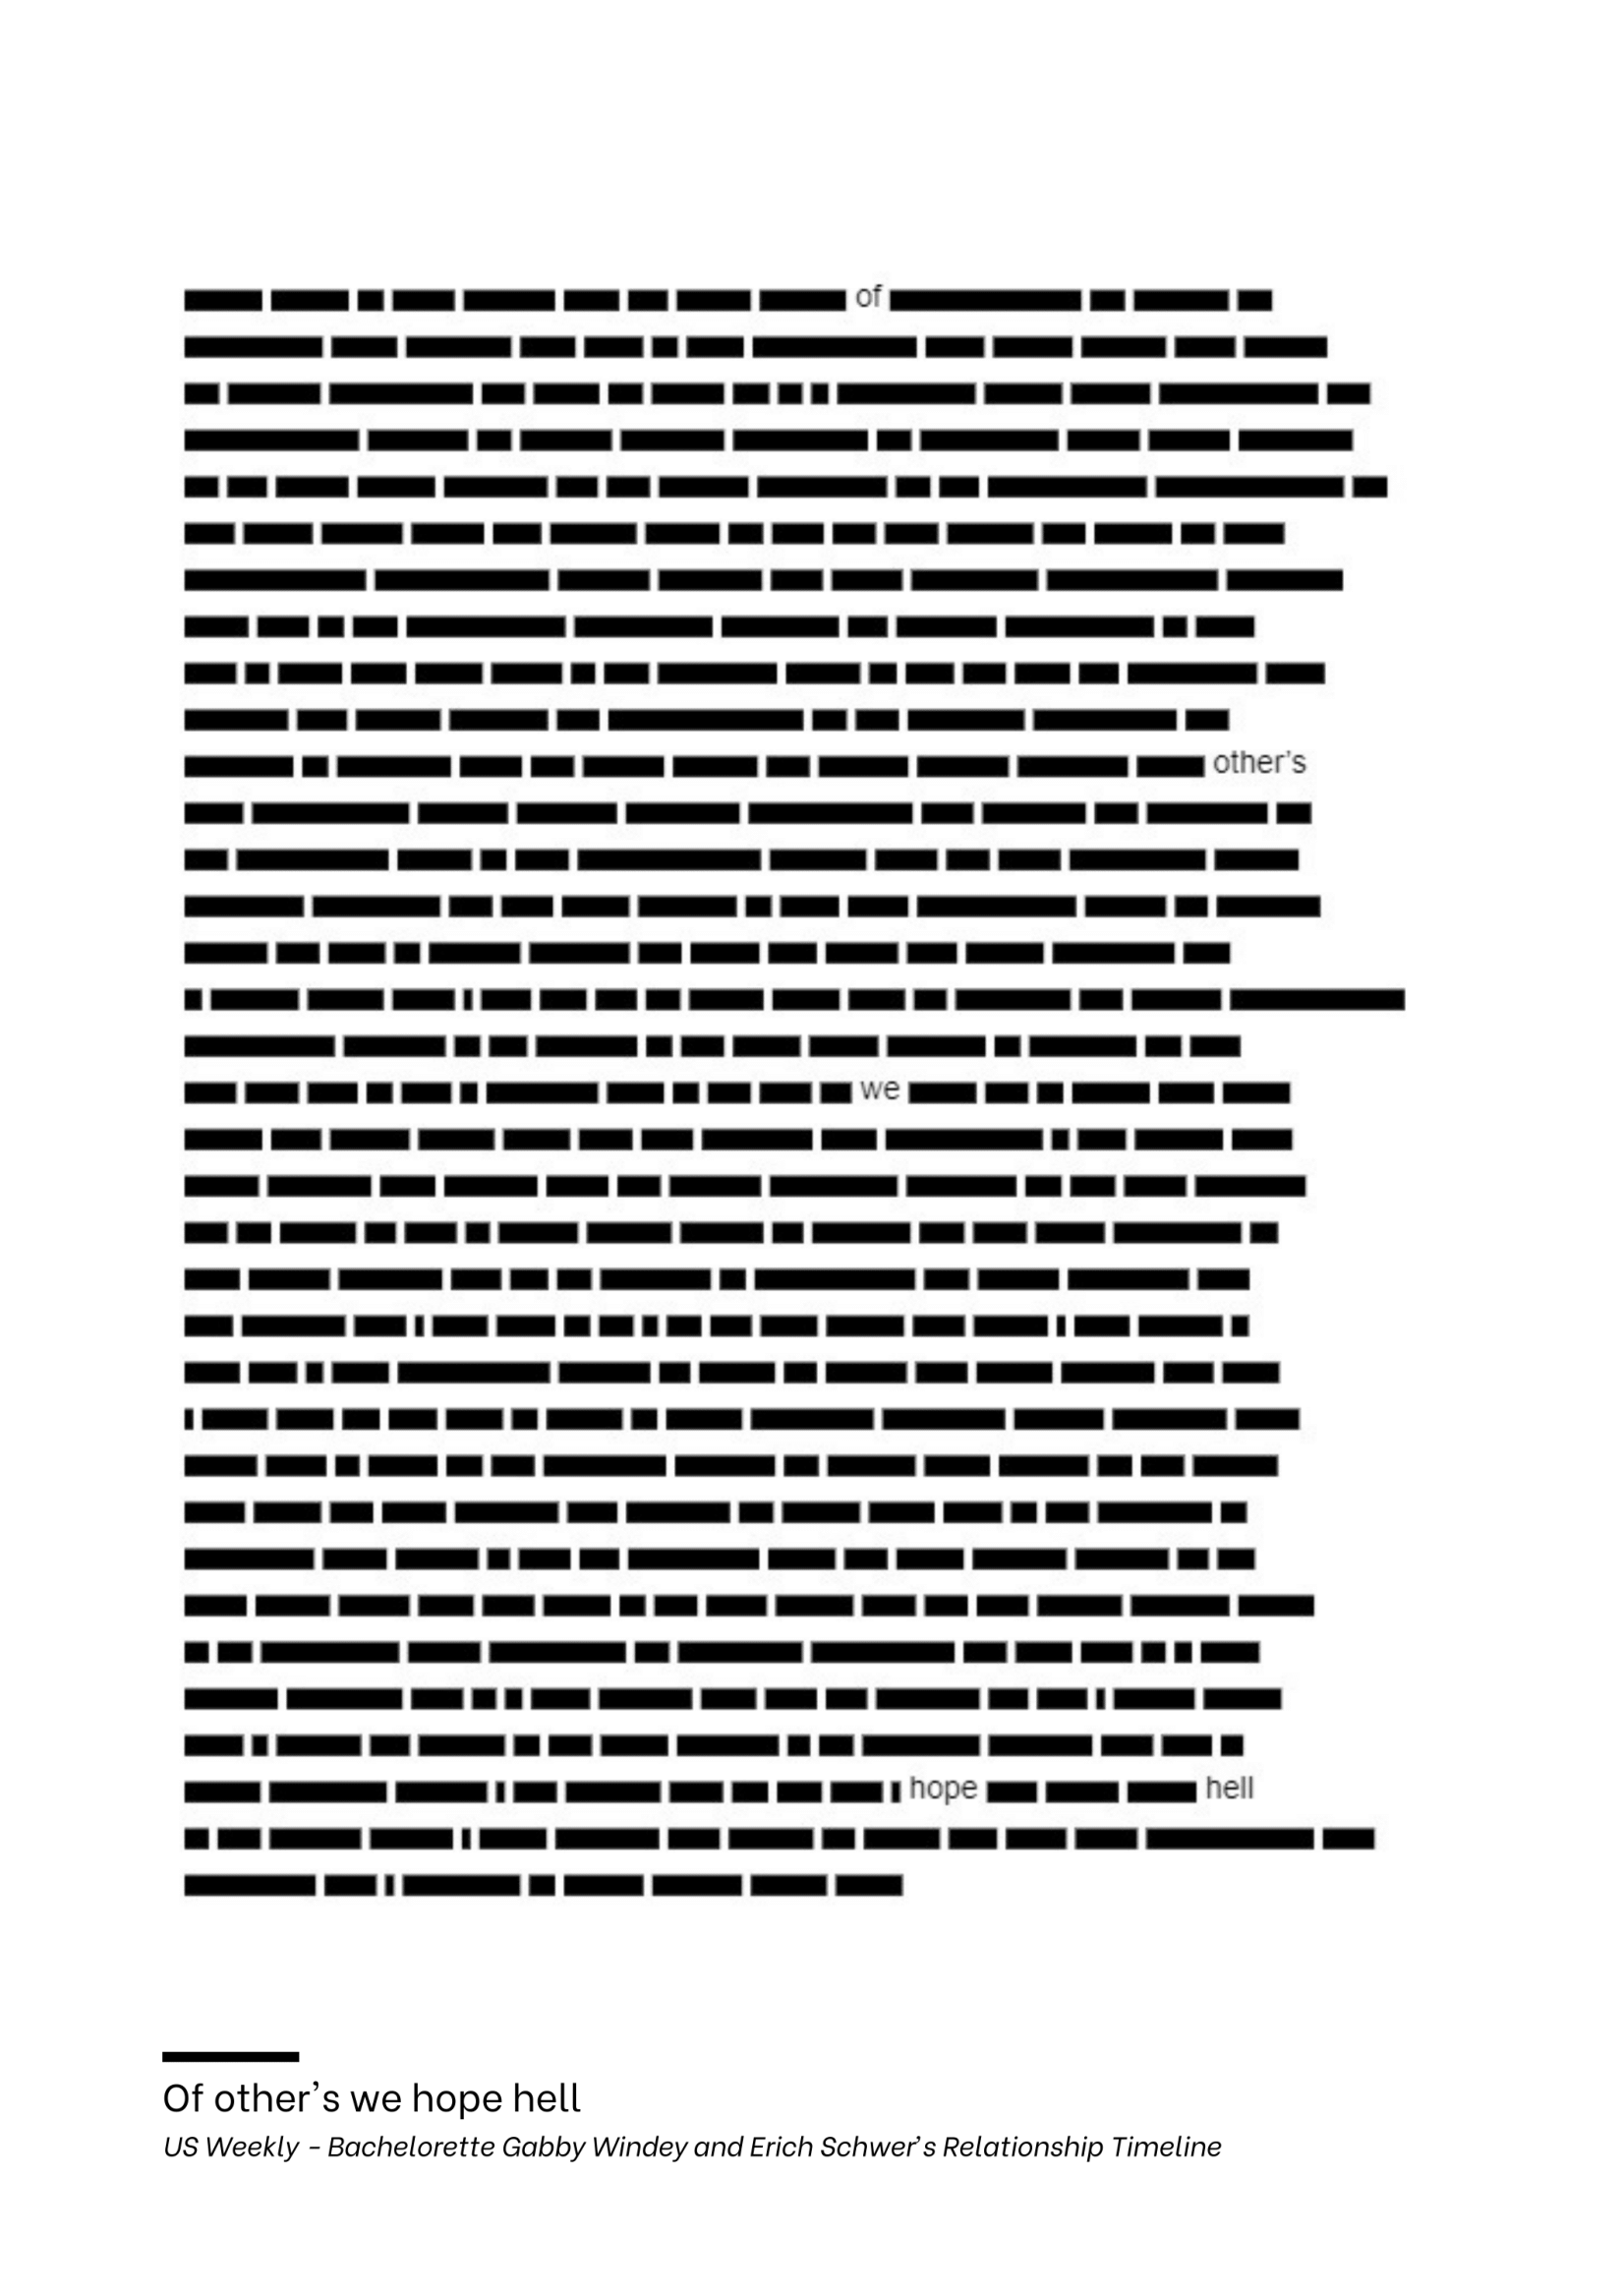 of
other's
we
hope hell
Of other's we hope hell
US Weekly - Bachelorette Gabby Windey and Erich Schwer's Relationship Timeline